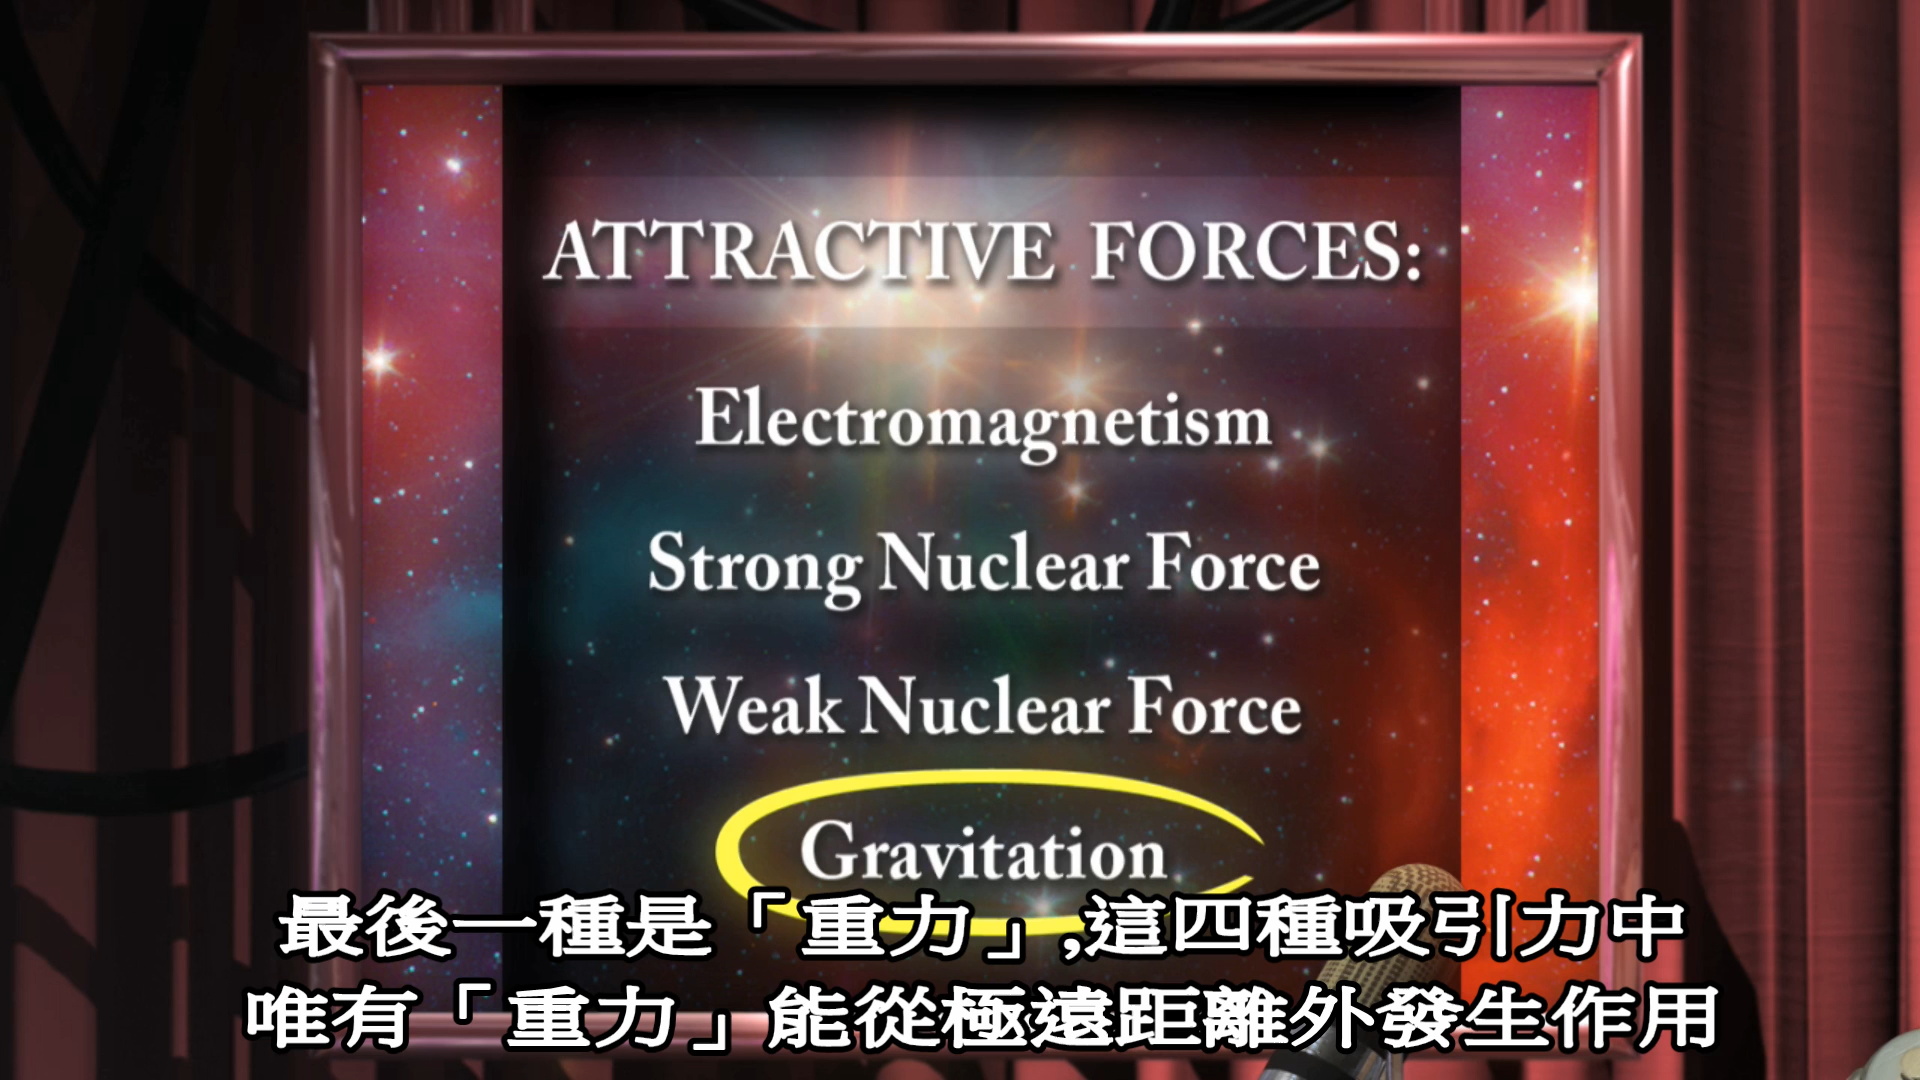 ATTRACTIVE FORCES:
Electromagnetism
Strong Nuclear Force
Weak Nuclear Force
Gravitation
最後一種是「重力」,這四種吸引力中
唯有「重力」能從極遠距離外發生作用